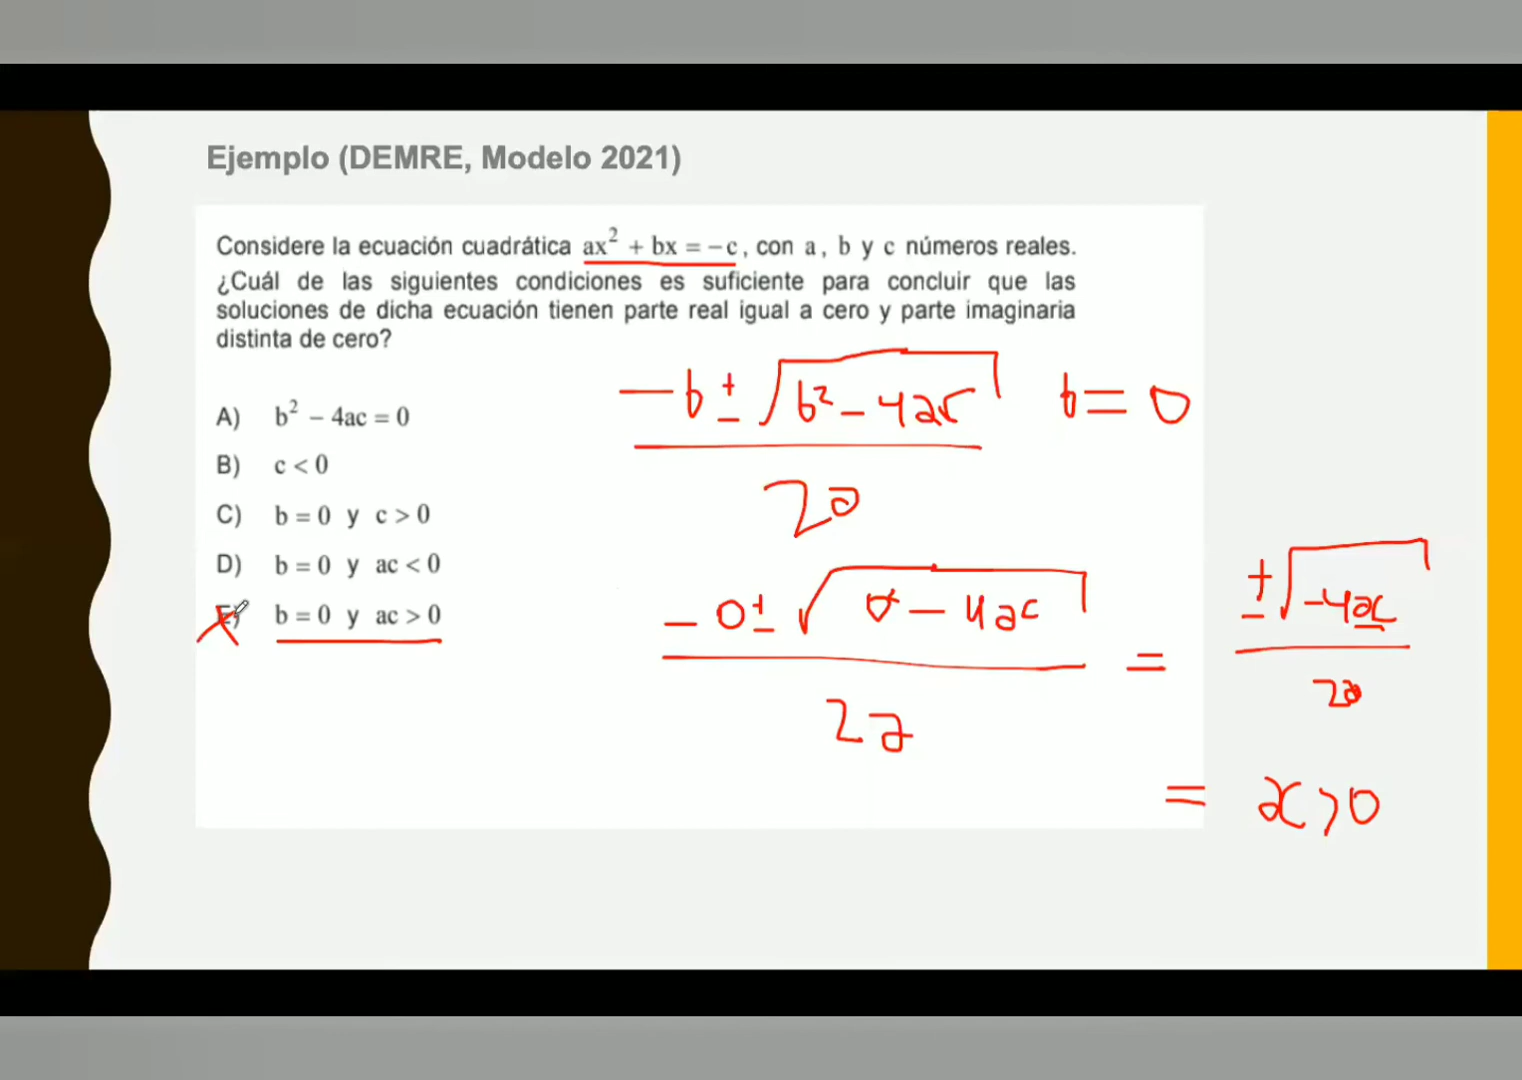 Ejemplo (DEMRE, Modelo 2021)
Considere la ecuación cuadrática ax² + bx = −c, con a, b y c números reales.
¿Cuál de las siguientes condiciones es suficiente para concluir que las
soluciones de dicha ecuación tienen parte real igual a cero y parte imaginaria
distinta de cero?
A) b² − 4ac = 0
B) c < 0
C) b = 0 y c > 0
D) b = 0 y ac < 0
E) b = 0 y ac > 0
−b ± √(b² − 4ac)
2a
b = 0
−0 ± √(0 − 4ac)
2a
=
± √(−4ac)
2a
= ac > 0